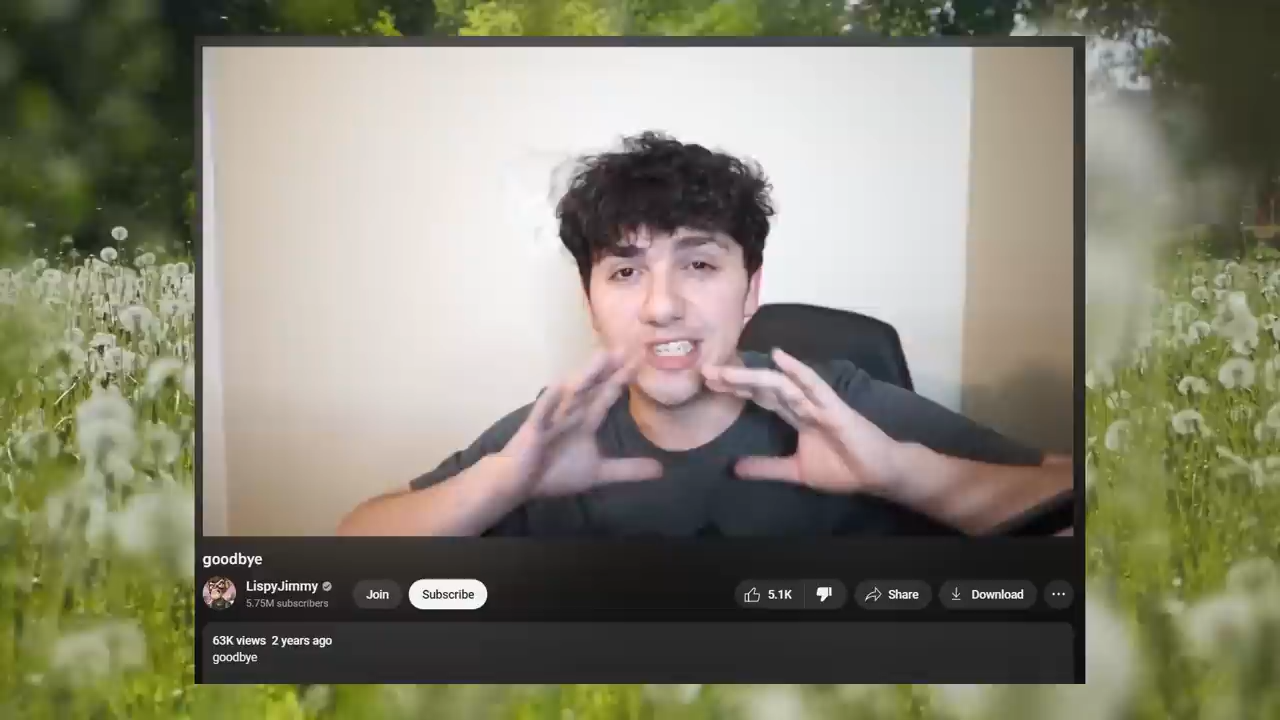 goodbye
LispyJimmy
5.75M subscribers
Join
Subscribe
5.1K
Share
Download
63K views 2 years ago
goodbye